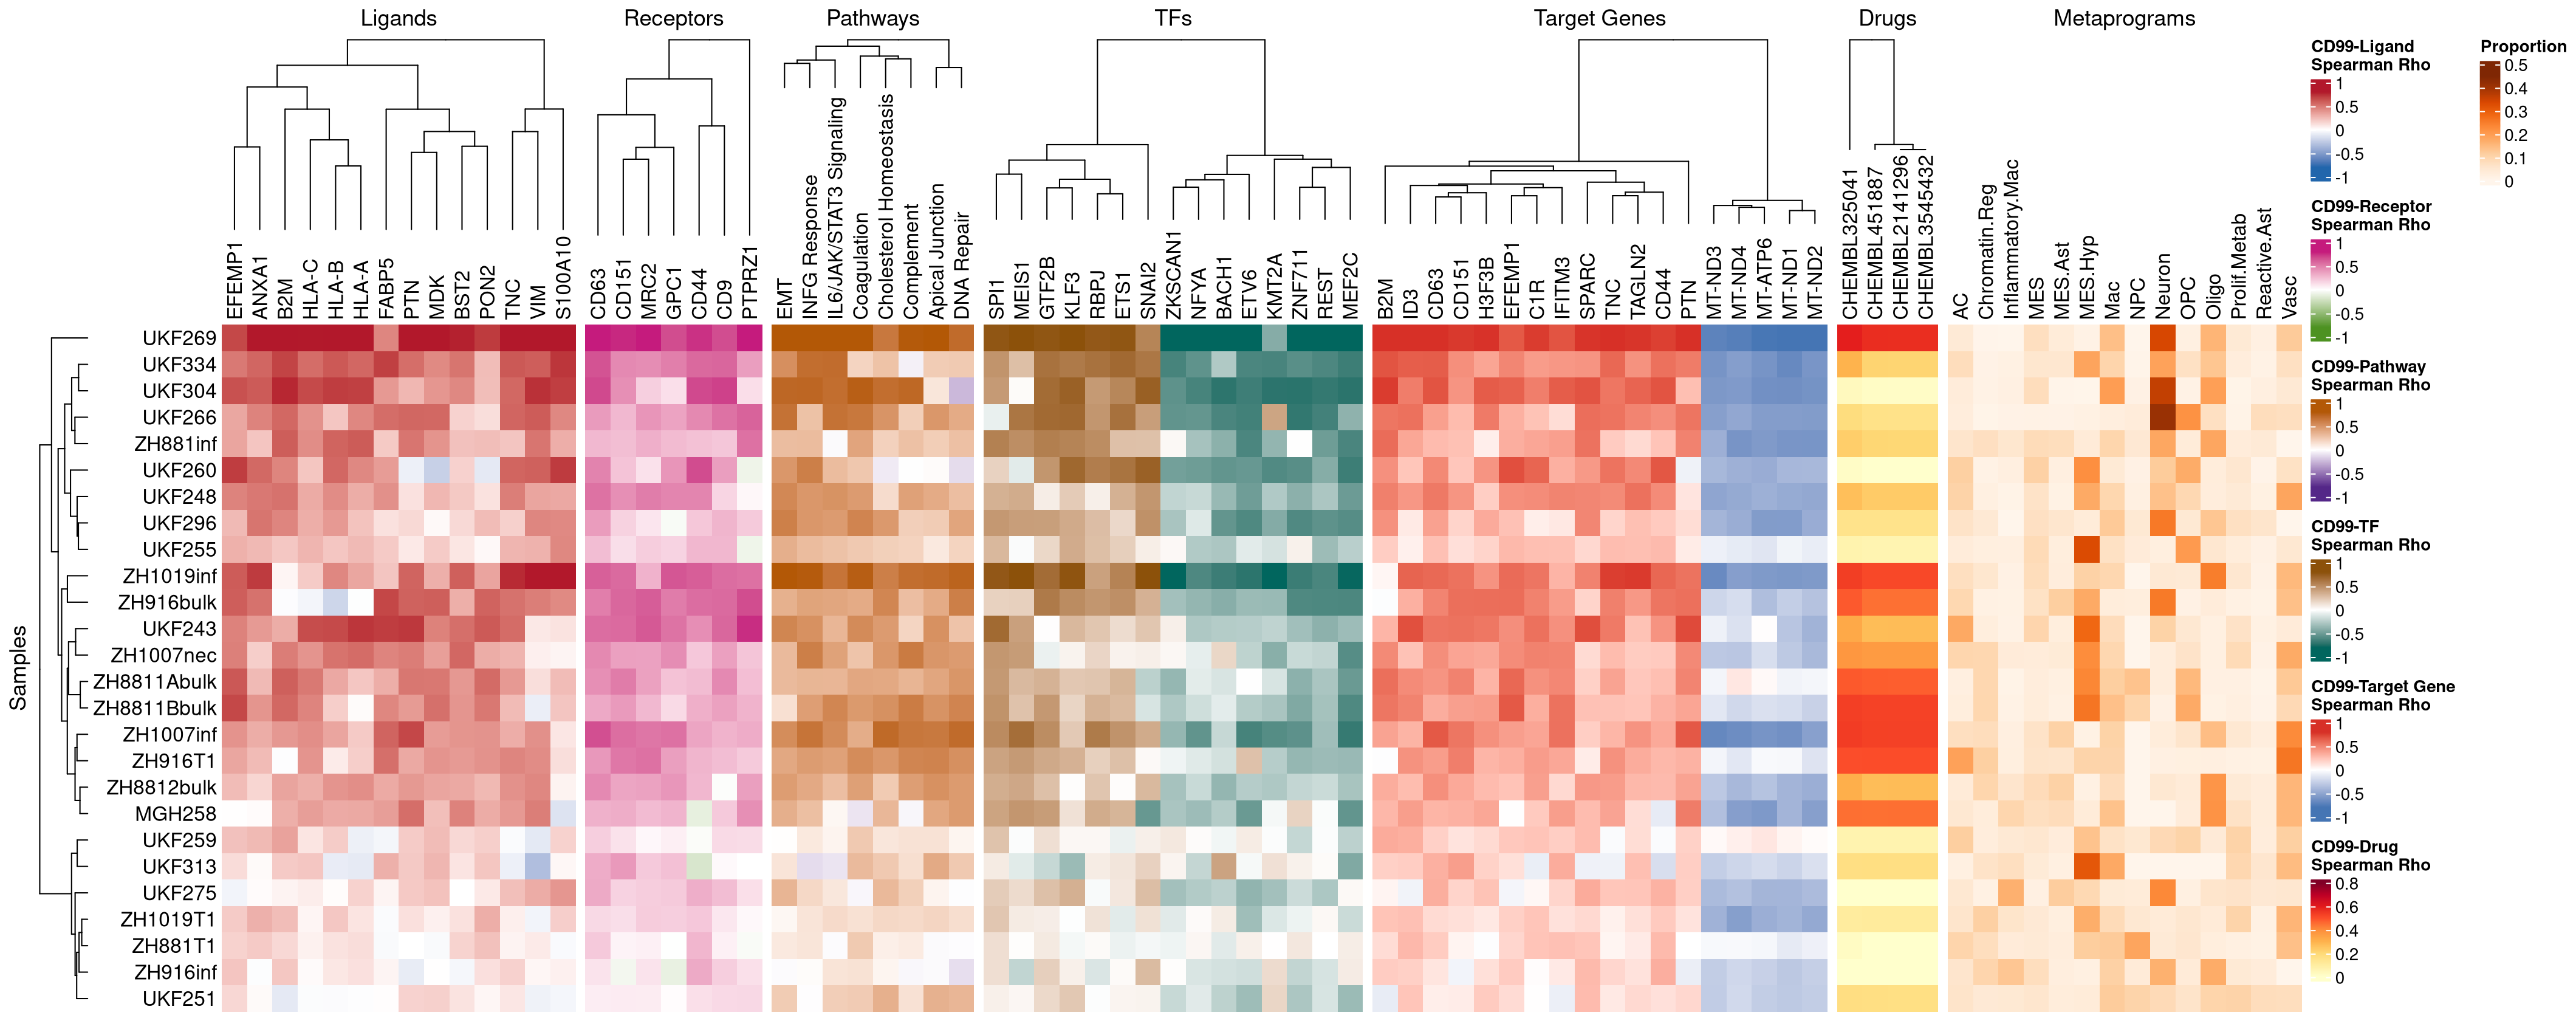 Ligands
Receptors
Pathways
TFs
Target Genes
Drugs
Metaprograms
EFEMP1
ANXA1
B2M
HLA-C
HLA-B
HLA-A
FABP5
PTN
MDK
BST2
PON2
TNC
VIM
S100A10
CD63
CD151
MRC2
GPC1
CD44
CD9
PTPRZ1
EMT
INFG Response
IL6/JAK/STAT3 Signaling
Coagulation
Cholesterol Homeostasis
Complement
Apical Junction
DNA Repair
SPI1
MEIS1
GTF2B
KLF3
RBPJ
ETS1
SNAI2
ZKSCAN1
NFYA
BACH1
ETV6
KMT2A
ZNF711
REST
MEF2C
B2M
ID3
CD63
CD151
H3F3B
EFEMP1
C1R
IFITM3
SPARC
TNC
TAGLN2
CD44
PTN
MT-ND3
MT-ND4
MT-ATP6
MT-ND1
MT-ND2
CHEMBL325041
CHEMBL451887
CHEMBL2141296
CHEMBL3545432
AC
Chromatin.Reg
Inflammatory.Mac
MES
MES.Ast
MES.Hyp
Mac
NPC
Neuron
OPC
Oligo
Prolif.Metab
Reactive.Ast
Vasc
Samples
UKF269
UKF334
UKF304
UKF266
ZH881inf
UKF260
UKF248
UKF296
UKF255
ZH1019inf
ZH916bulk
UKF243
ZH1007nec
ZH8811Abulk
ZH8811Bbulk
ZH1007inf
ZH916T1
ZH8812bulk
MGH258
UKF259
UKF313
UKF275
ZH1019T1
ZH881T1
ZH916inf
UKF251
CD99-Ligand
Spearman Rho
1
0.5
0
-0.5
-1
CD99-Receptor
Spearman Rho
1
0.5
0
-0.5
-1
CD99-Pathway
Spearman Rho
1
0.5
0
-0.5
-1
CD99-TF
Spearman Rho
1
0.5
0
-0.5
-1
CD99-Target Gene
Spearman Rho
1
0.5
0
-0.5
-1
CD99-Drug
Spearman Rho
0.8
0.6
0.4
0.2
0
Proportion
0.5
0.4
0.3
0.2
0.1
0